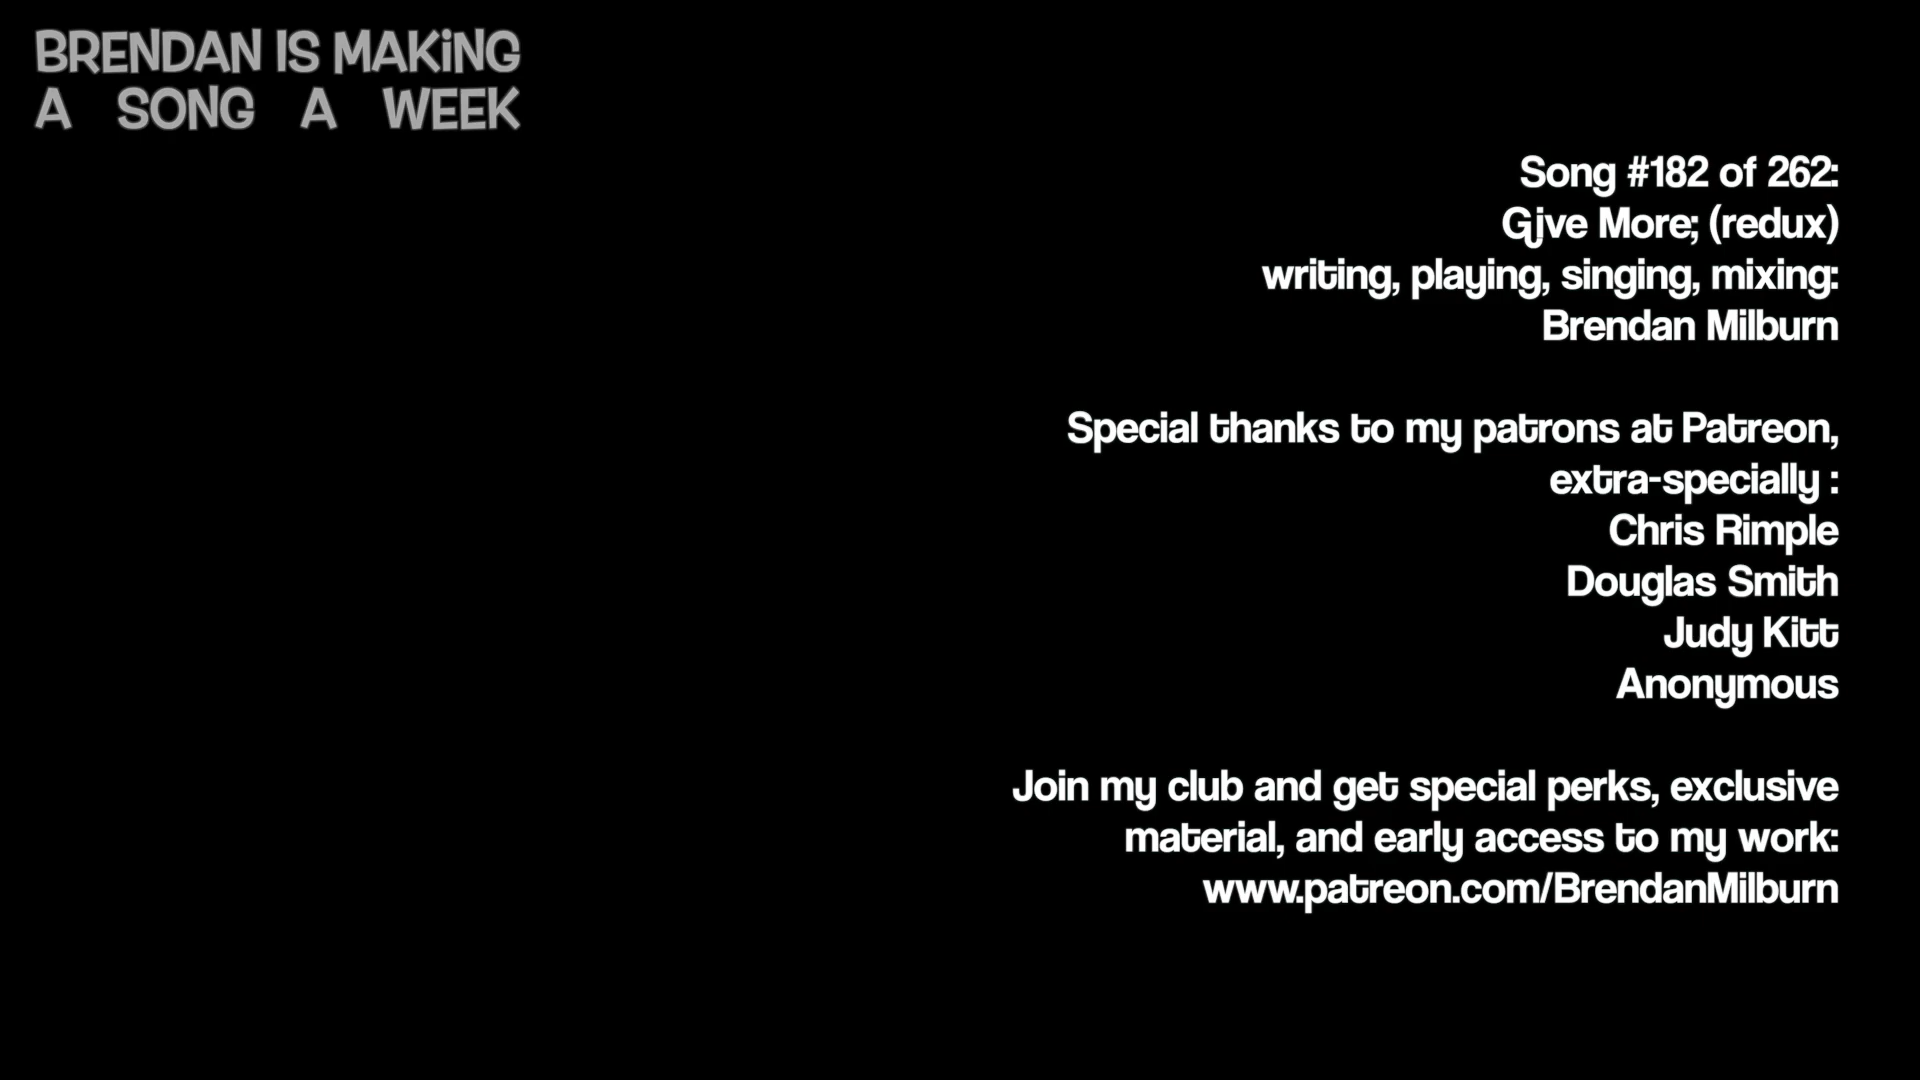 BRENDAN IS MAKiNG
A SONG A WEEK
Song #182 of 262:
Give More; (redux)
writing, playing, singing, mixing:
Brendan Milburn
Special thanks to my patrons at Patreon,
extra-specially :
Chris Rimple
Douglas Smith
Judy Kitt
Anonymous
Join my club and get special perks, exclusive
material, and early access to my work:
www.patreon.com/BrendanMilburn